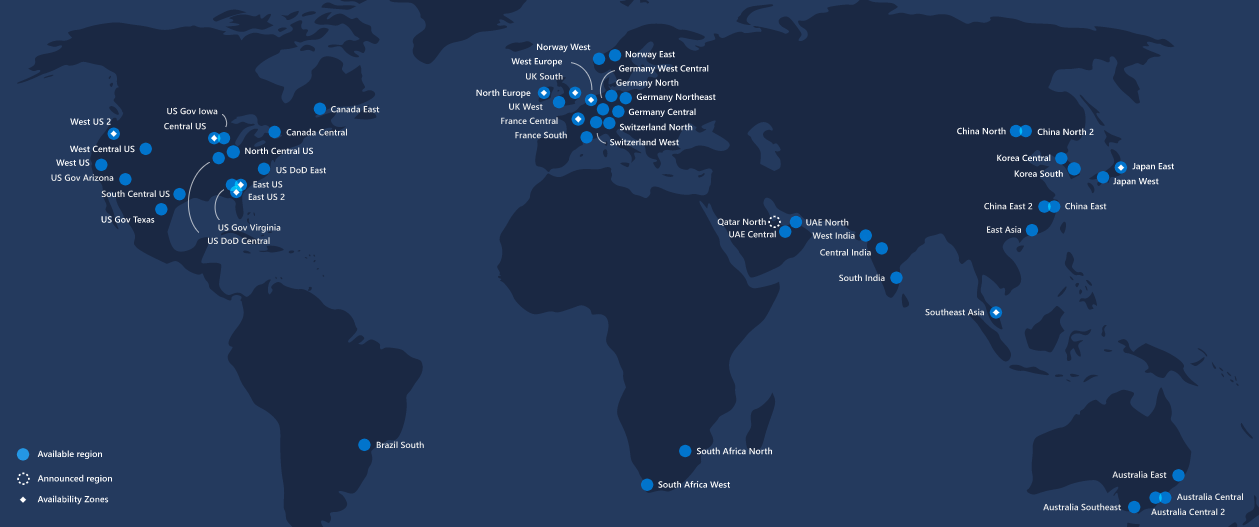 Norway West
Norway East
West Europe
Germany West Central
UK South
Germany North
North Europe
Germany Northeast
UK West
Germany Central
France Central
Switzerland North
France South
Switzerland West
Canada East
US Gov Iowa
West US 2
Central US
Canada Central
West Central US
North Central US
West US
US DoD East
US Gov Arizona
East US
South Central US
East US 2
US Gov Texas
US Gov Virginia
US DoD Central
China North
China North 2
Korea Central
Japan East
Korea South
Japan West
China East 2
China East
East Asia
Qatar North
UAE North
UAE Central
West India
Central India
South India
Southeast Asia
Brazil South
South Africa North
South Africa West
Australia East
Australia Central
Australia Southeast
Australia Central 2
Available region
Announced region
Availability Zones